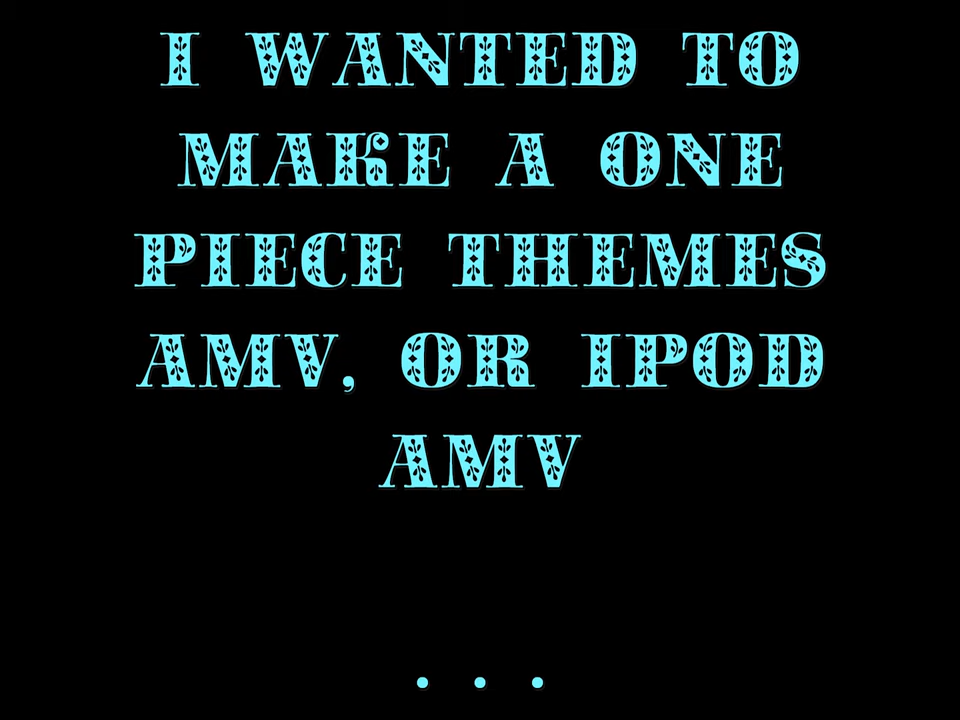 I WANTED TO
MAKE A ONE
PIECE THEMES
AMV, OR IPOD
AMV
. . .